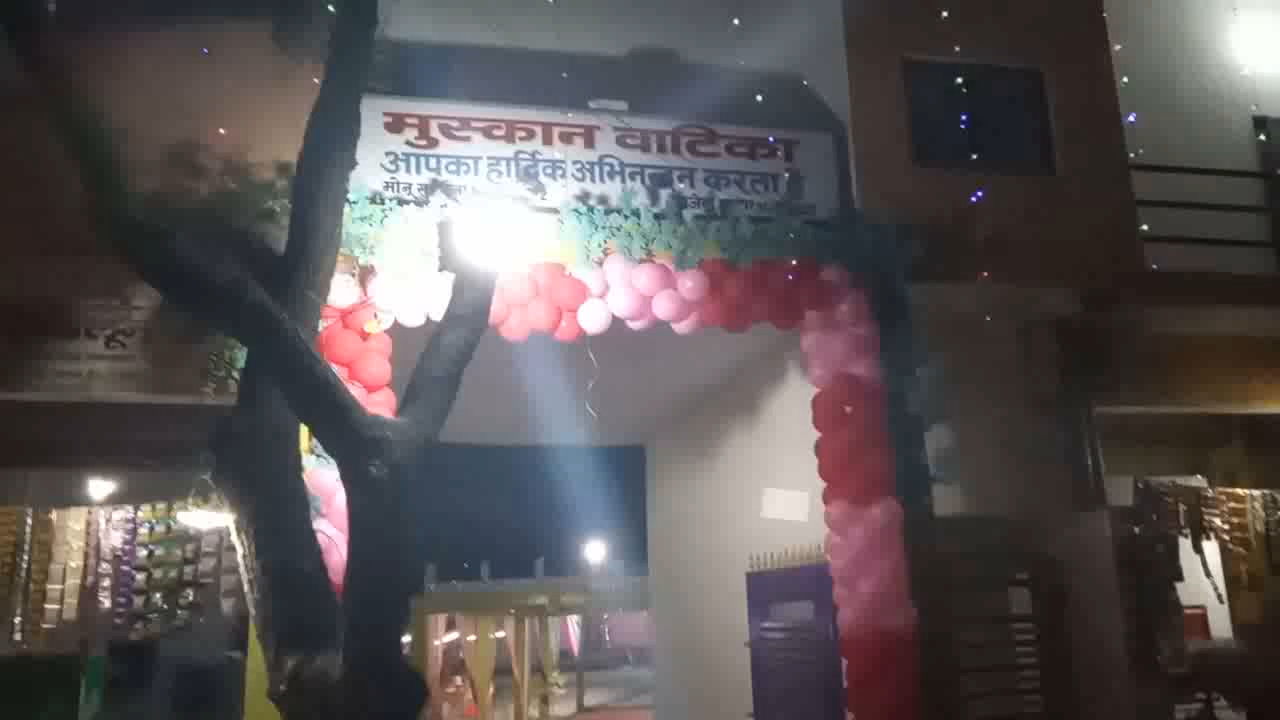 मुस्कान वाटिका
आपका हार्दिक अभिनन्दन करता है
मोनू